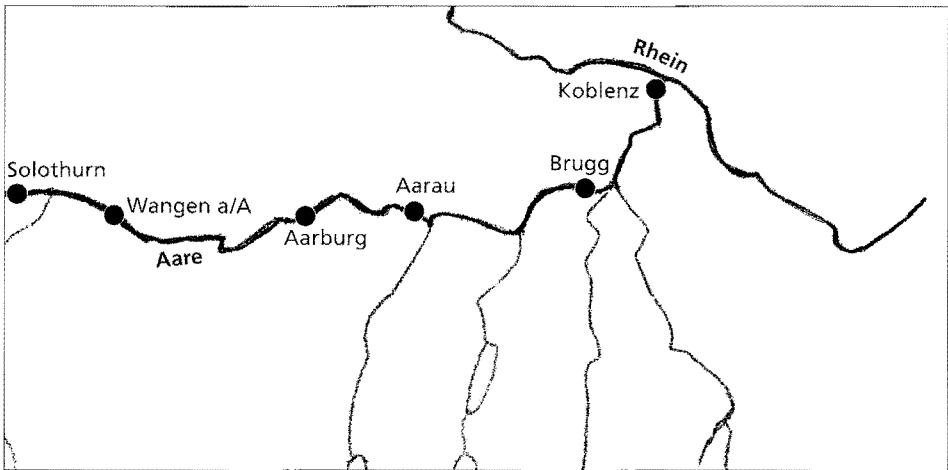 Rhein
Koblenz
Solothurn
Brugg
Aarau
Wangen a/A
Aarburg
Aare